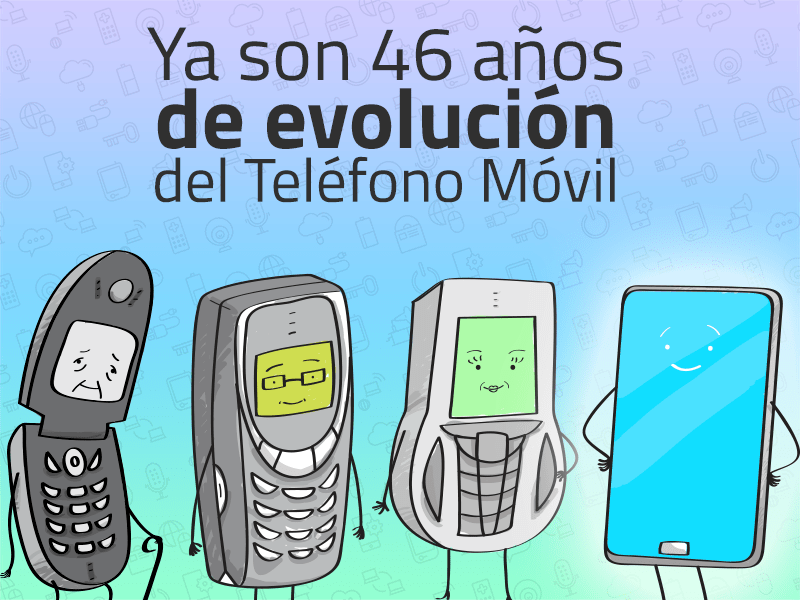 Ya son 46 años
de evolución
del Teléfono Móvil